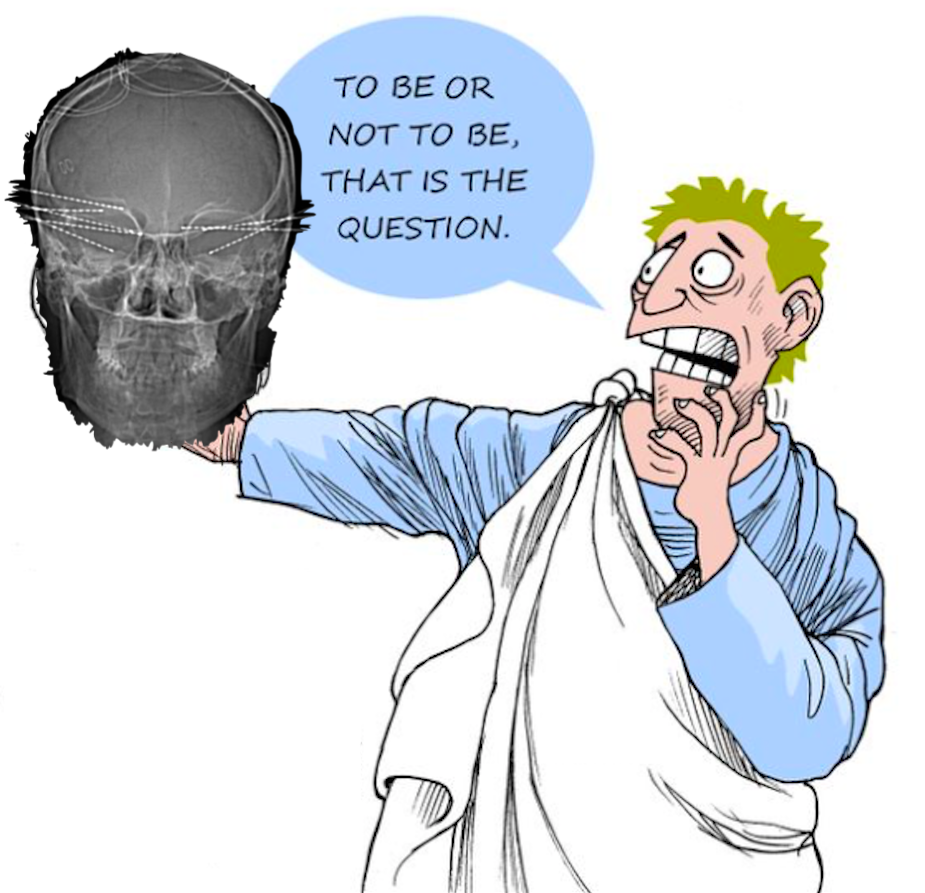 TO BE OR
NOT TO BE,
THAT IS THE
QUESTION.